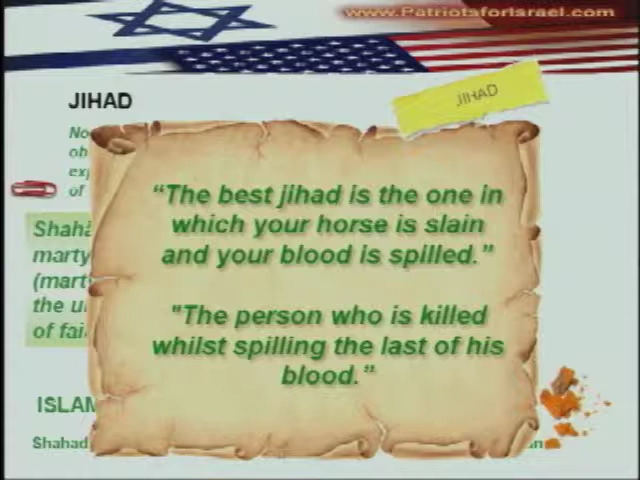 www.PatriotsforIsrael.com
JIHAD
JIHAD
No
ob
exp
of
Shahā
marty
(mart
the u
of fai
"The best jihad is the one in
which your horse is slain
and your blood is spilled."
"The person who is killed
whilst spilling the last of his
blood."
ISLAM
Shahad